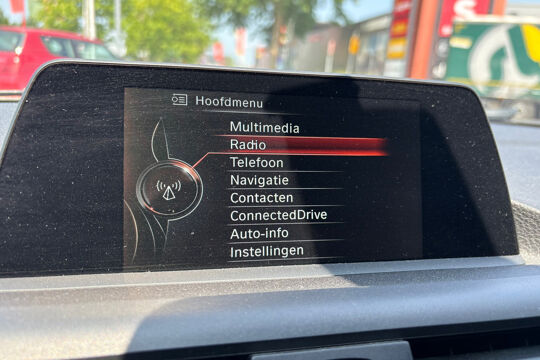 Hoofdmenu
Multimedia
Radio
Telefoon
Navigatie
Contacten
ConnectedDrive
Auto-info
Instellingen